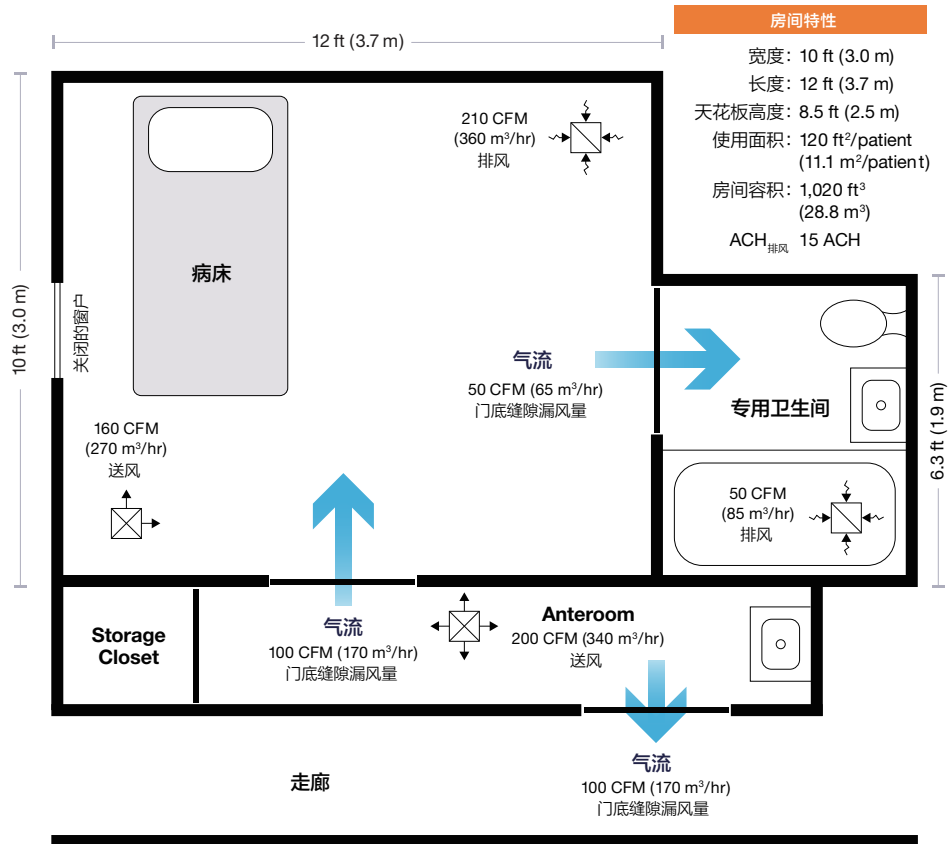 12 ft (3.7 m)
房间特性
宽度：10 ft (3.0 m)
长度：12 ft (3.7 m)
天花板高度：8.5 ft (2.5 m)
使用面积：120 ft²/patient
(11.1 m²/patient)
房间容积：1,020 ft³
(28.8 m³)
ACH排风 15 ACH
210 CFM
(360 m³/hr)
排风
病床
10 ft (3.0 m)
关闭的窗户
气流
50 CFM (65 m³/hr)
门底缝隙漏风量
专用卫生间
6.3 ft (1.9 m)
160 CFM
(270 m³/hr)
送风
50 CFM
(85 m³/hr)
排风
Storage
Closet
气流
100 CFM (170 m³/hr)
门底缝隙漏风量
Anteroom
200 CFM (340 m³/hr)
送风
气流
100 CFM (170 m³/hr)
门底缝隙漏风量
走廊